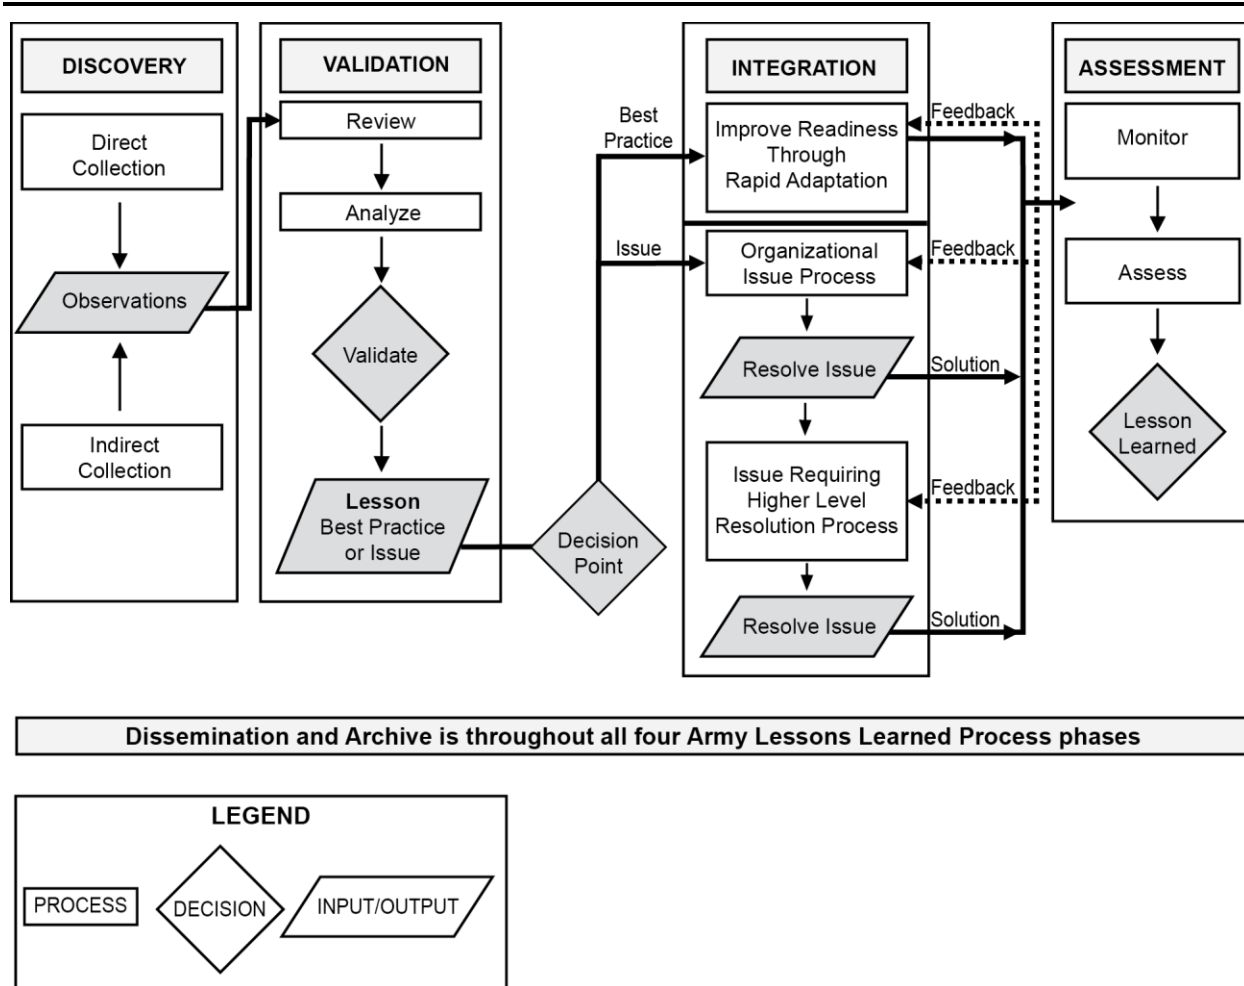 DISCOVERY
Direct
Collection
Observations
Indirect
Collection
VALIDATION
Review
Analyze
Validate
Lesson
Best Practice
or Issue
Decision
Point
Best
Practice
Issue
INTEGRATION
Improve Readiness
Through
Rapid Adaptation
Organizational
Issue Process
Resolve Issue
Issue Requiring
Higher Level
Resolution Process
Resolve Issue
Feedback
Feedback
Solution
Feedback
Solution
ASSESSMENT
Monitor
Assess
Lesson
Learned
Dissemination and Archive is throughout all four Army Lessons Learned Process phases
LEGEND
PROCESS
DECISION
INPUT/OUTPUT